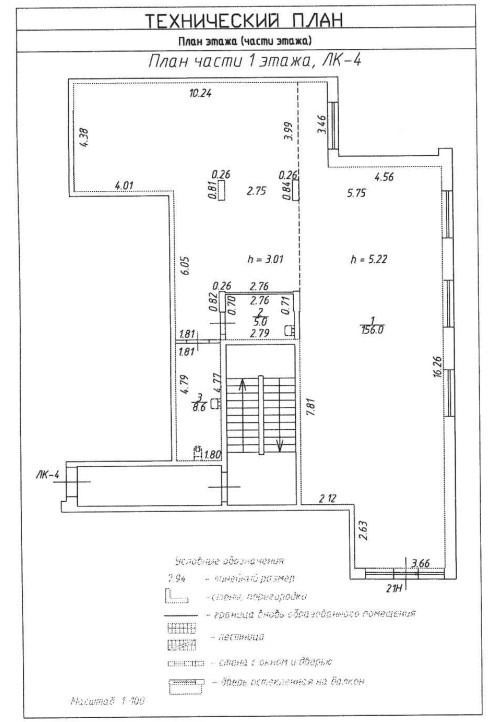 ТЕХНИЧЕСКИЙ ПЛАН
План этажа (части этажа)
План части 1 этажа, ЛК-4
10.24
4.38
3.99
3.46
4.01
0.26
0.81
2.75
0.26
0.84
4.56
5.75
6.05
h = 3.01
h = 5.22
0.26
2.76
0.82
0.70
2.76
0.71
2
5.0
2.79
1
156.0
1.81
1.81
16.26
4.79
4.77
3
8.6
7.81
1.80
ЛК-4
2.12
2.63
3.66
21Н
Условные обозначения
2.94 - линейный размер
- стены, перегородки
- граница вновь образованного помещения
- лестница
- стена с окном и дверью
- дверь остекленная на балкон
Масштаб 1:100